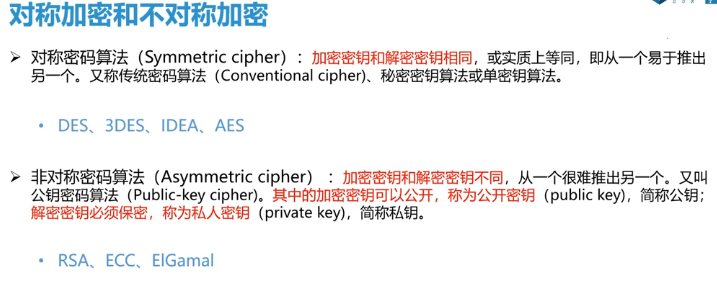 对称加密和不对称加密
➢ 对称密码算法（Symmetric cipher）：加密密钥和解密密钥相同，或实质上等同，即从一个易于推出
另一个。又称传统密码算法（Conventional cipher)、秘密密钥算法或单密钥算法。
• DES、3DES、IDEA、AES
➢ 非对称密码算法（Asymmetric cipher）：加密密钥和解密密钥不同，从一个很难推出另一个。又叫
公钥密码算法（Public-key cipher)。其中的加密密钥可以公开，称为公开密钥（public key)，简称公钥；
解密密钥必须保密，称为私人密钥（private key)，简称私钥。
• RSA、ECC、ElGamal